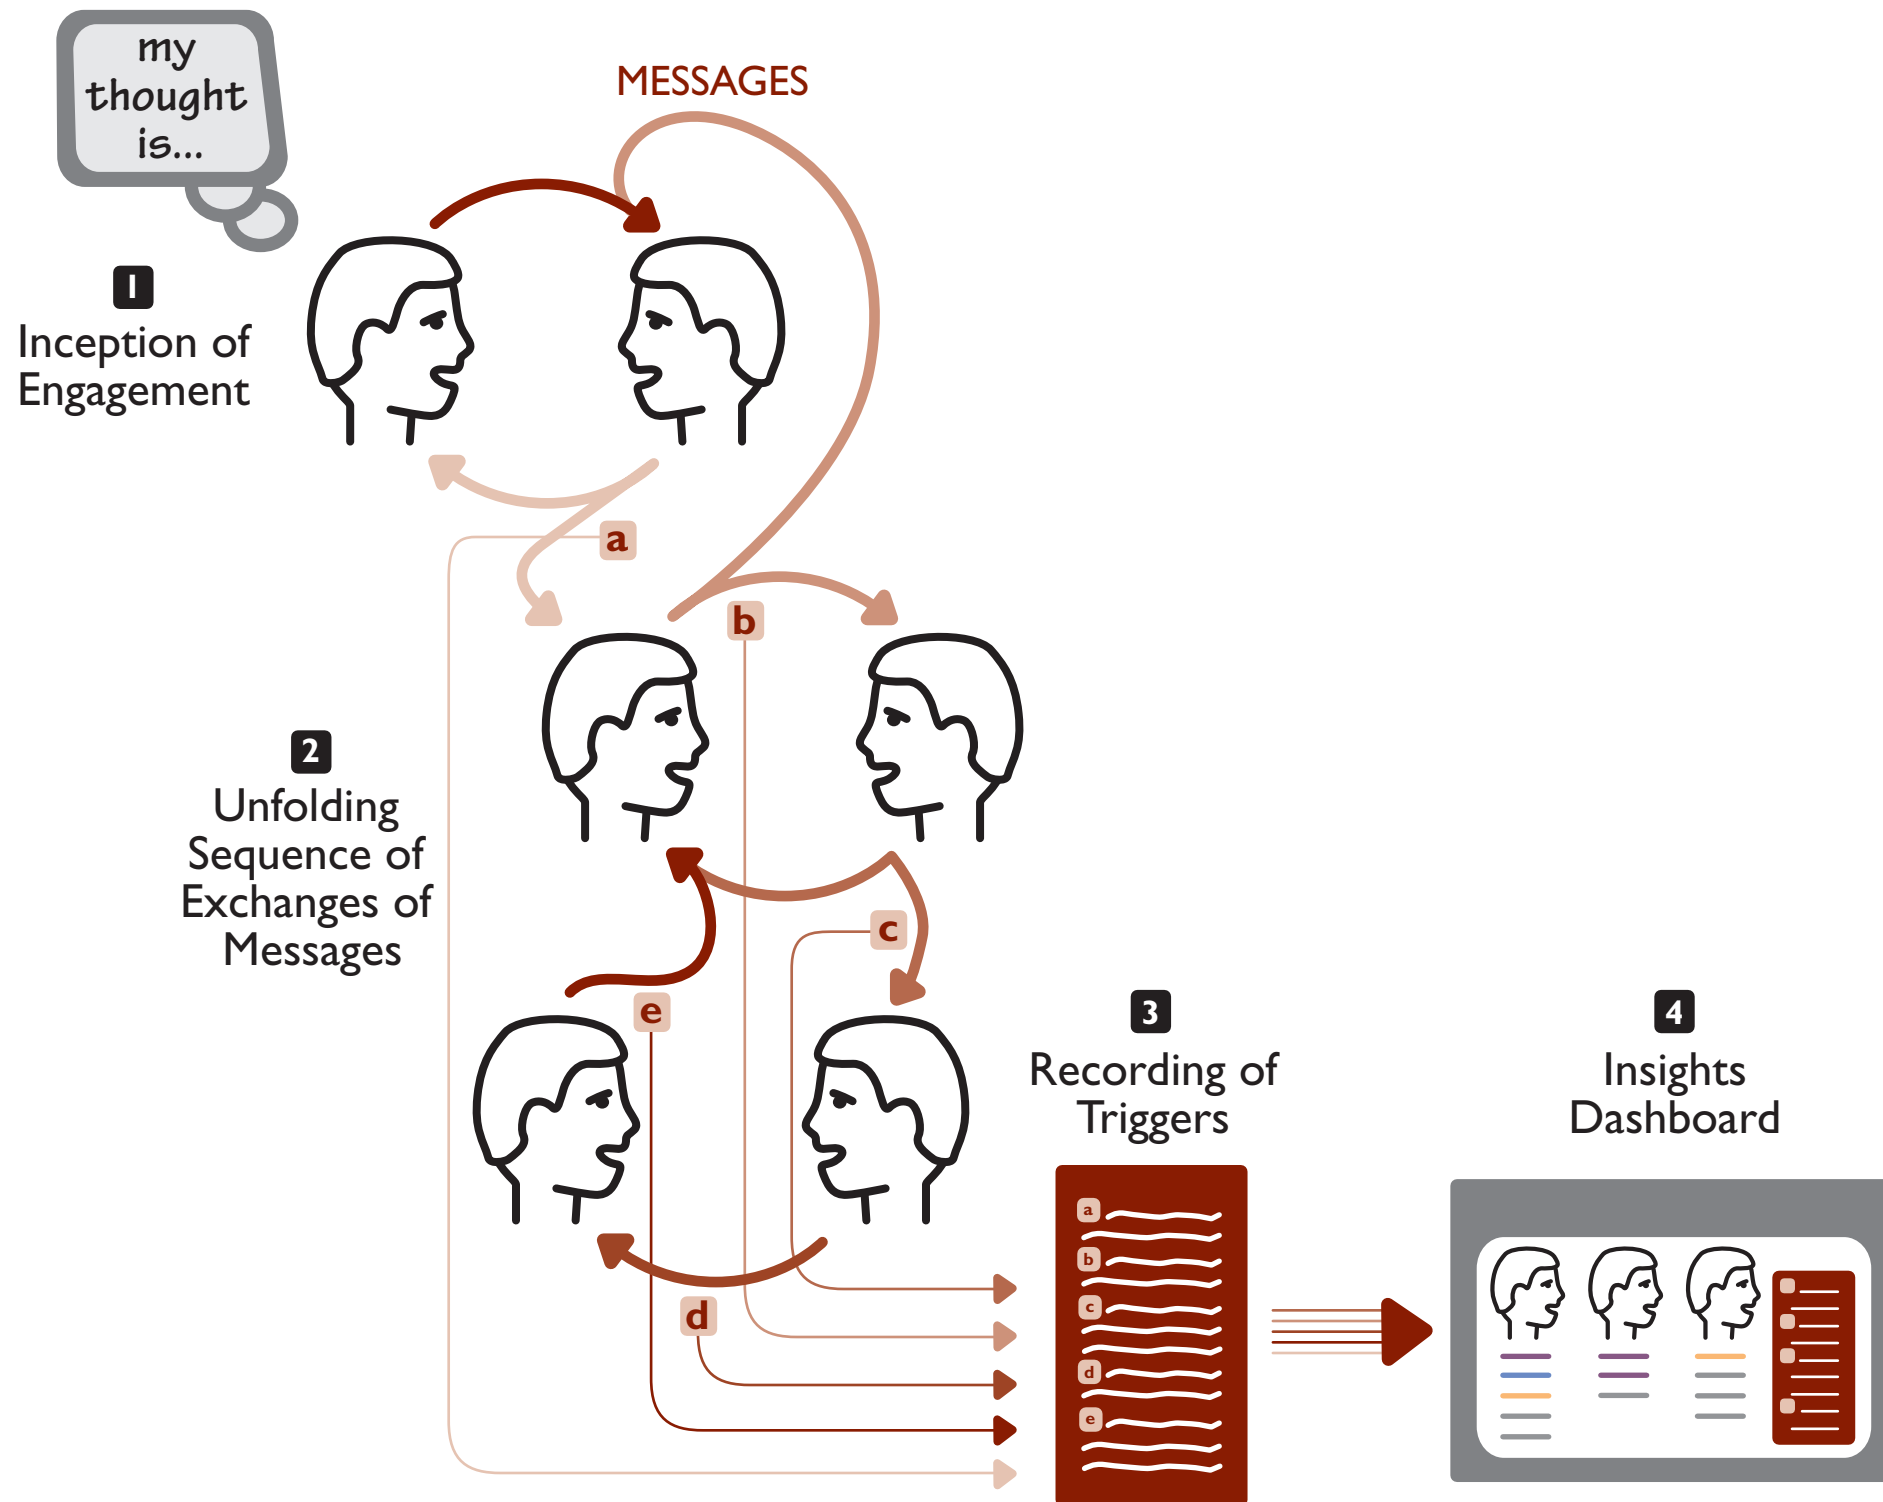 my
thought
is...
MESSAGES
1
Inception of
Engagement
a
b
2
Unfolding
Sequence of
Exchanges of
Messages
c
e
d
3
Recording of
Triggers
a
b
c
d
e
4
Insights
Dashboard